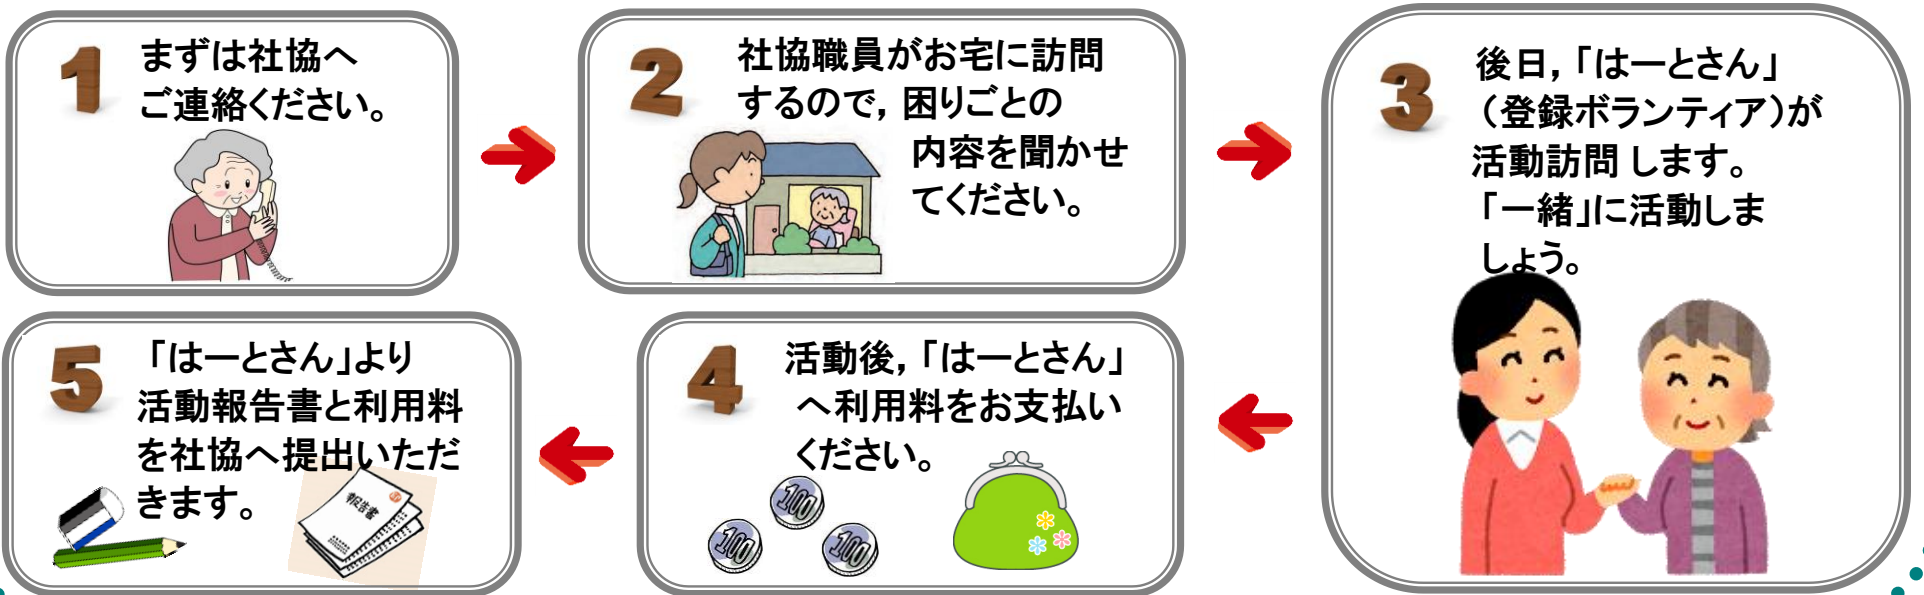 1
まずは社協へ
ご連絡ください。
2
社協職員がお宅に訪問
するので，困りごとの
内容を聞かせ
てください。
3
後日，「はーとさん」
（登録ボランティア）が
活動訪問 します。
「一緒」に活動しま
しょう。
4
活動後，「はーとさん」
へ利用料をお支払い
ください。
100
100
100
5
「はーとさん」より
活動報告書と利用料
を社協へ提出いただ
きます。
報告書